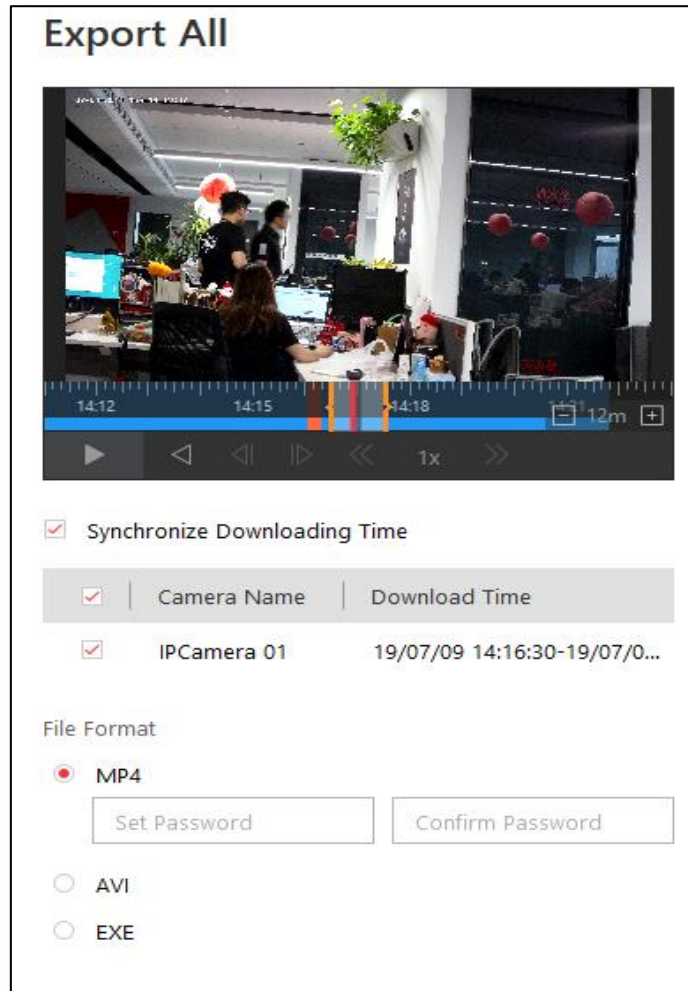 Export All
14:12 14:15 14:18 12m
1x
Synchronize Downloading Time
Camera Name Download Time
IPCamera 01 19/07/09 14:16:30-19/07/0...
File Format
MP4
Set Password Confirm Password
AVI
EXE